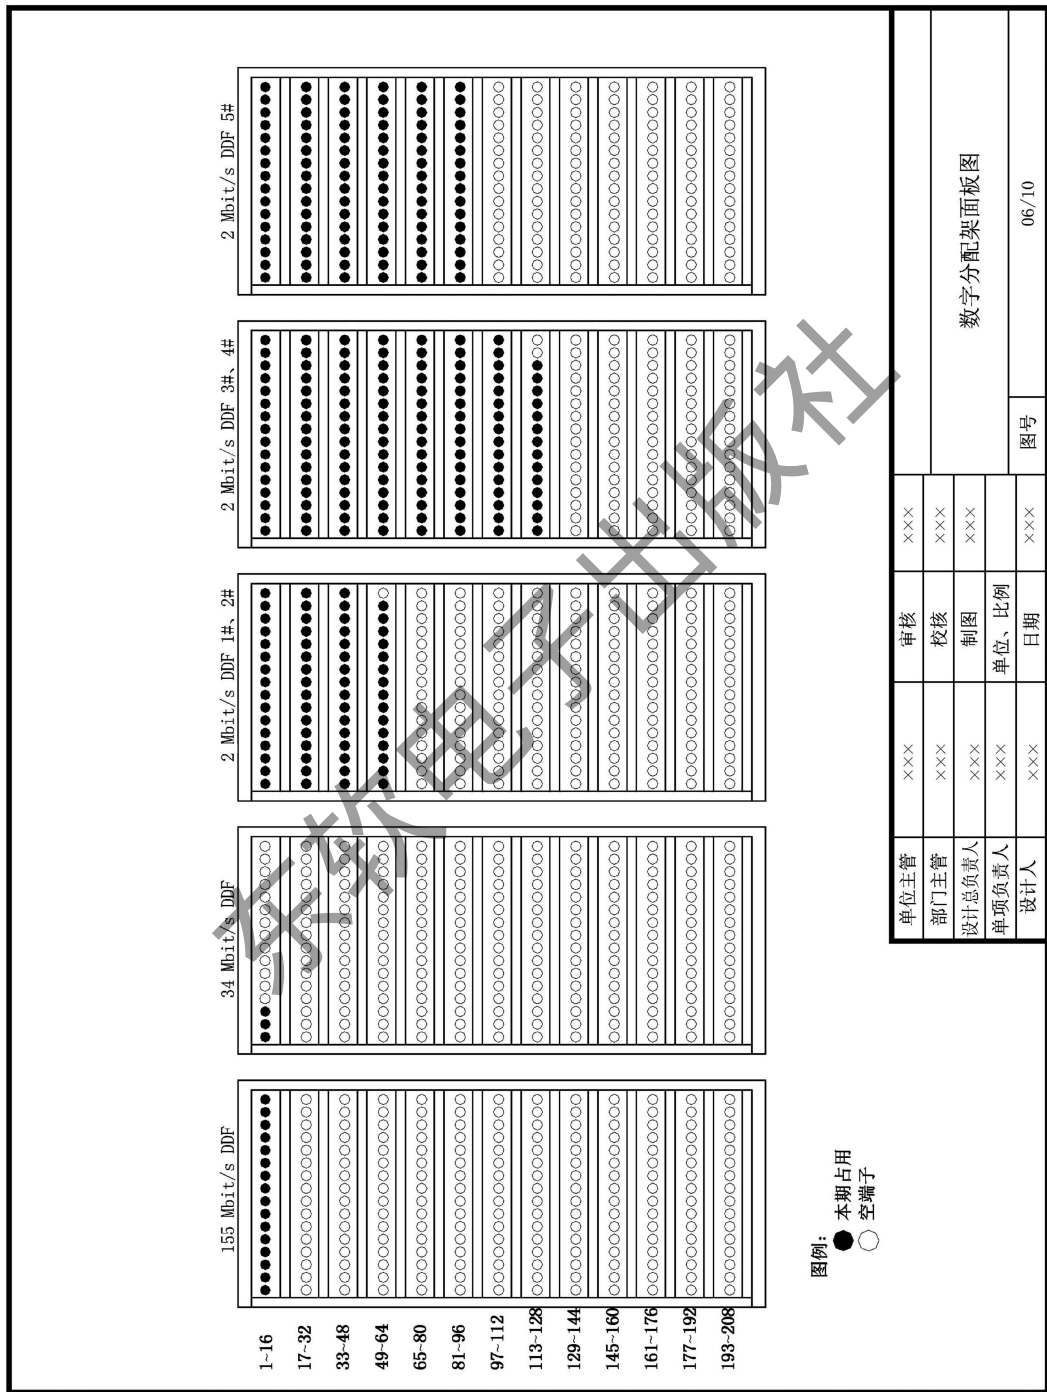 155 Mbit/s DDF
34 Mbit/s DDF
2 Mbit/s DDF 1#、2#
2 Mbit/s DDF 3#、4#
2 Mbit/s DDF 5#
1~16
17~32
33~48
49~64
65~80
81~96
97~112
113~128
129~144
145~160
161~176
177~192
193~208
图例：
本期占用
空端子
单位主管 ××× 审核 ×××
部门主管 ××× 校核 ×××
设计总负责人 ××× 制图 ×××
单项负责人 ××× 单位、比例
设计人 ××× 日期 ×××
数字分配架面板图
图号 06/10
东软电子出版社